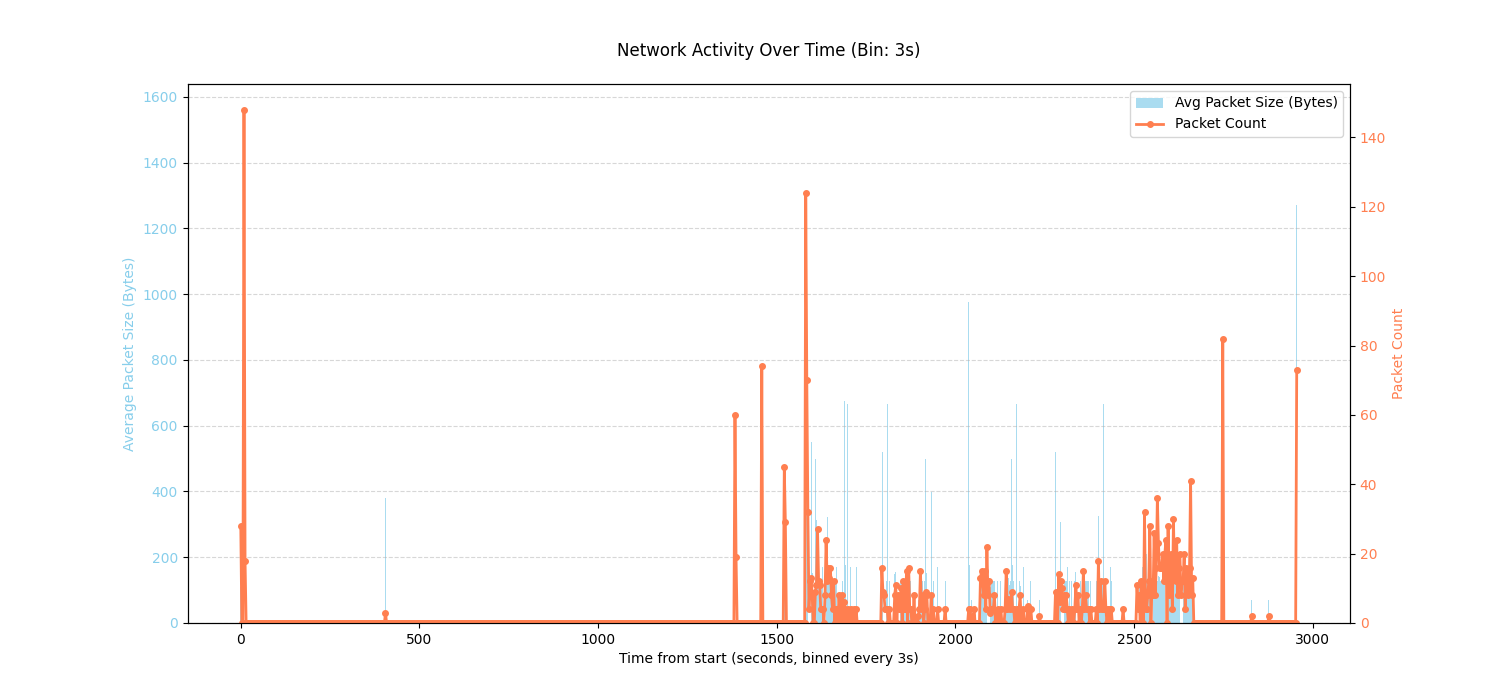 Network Activity Over Time (Bin: 3s)
Avg Packet Size (Bytes)
Packet Count
1600
1400
1200
1000
800
600
400
200
0
Average Packet Size (Bytes)
140
120
100
80
60
40
20
0
Packet Count
0 500 1000 1500 2000 2500 3000
Time from start (seconds, binned every 3s)